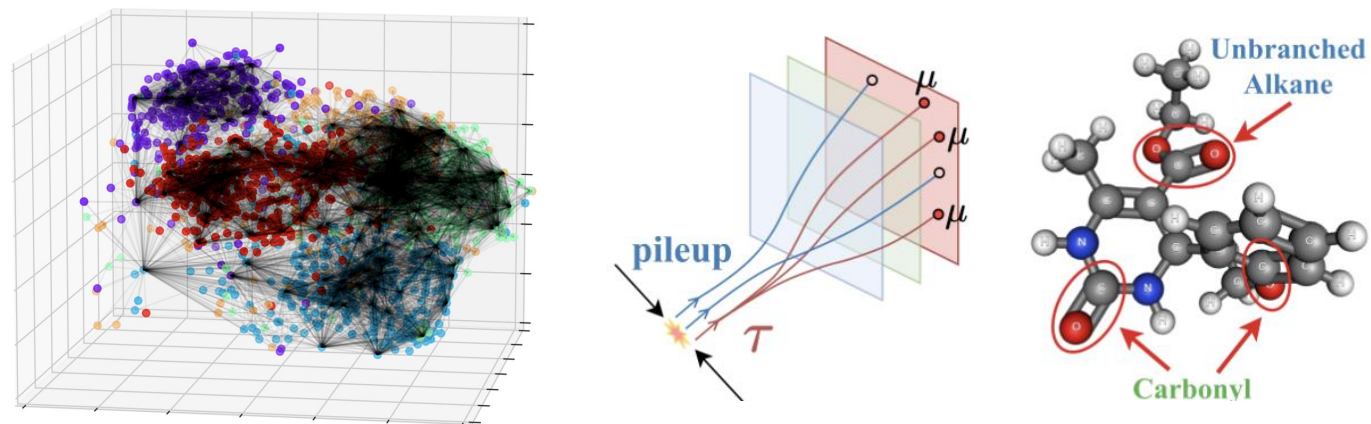 μ
μ
μ
pileup
τ
Unbranched
Alkane
H
O
O
H
H
N
C
N
C
O
H
Carbonyl